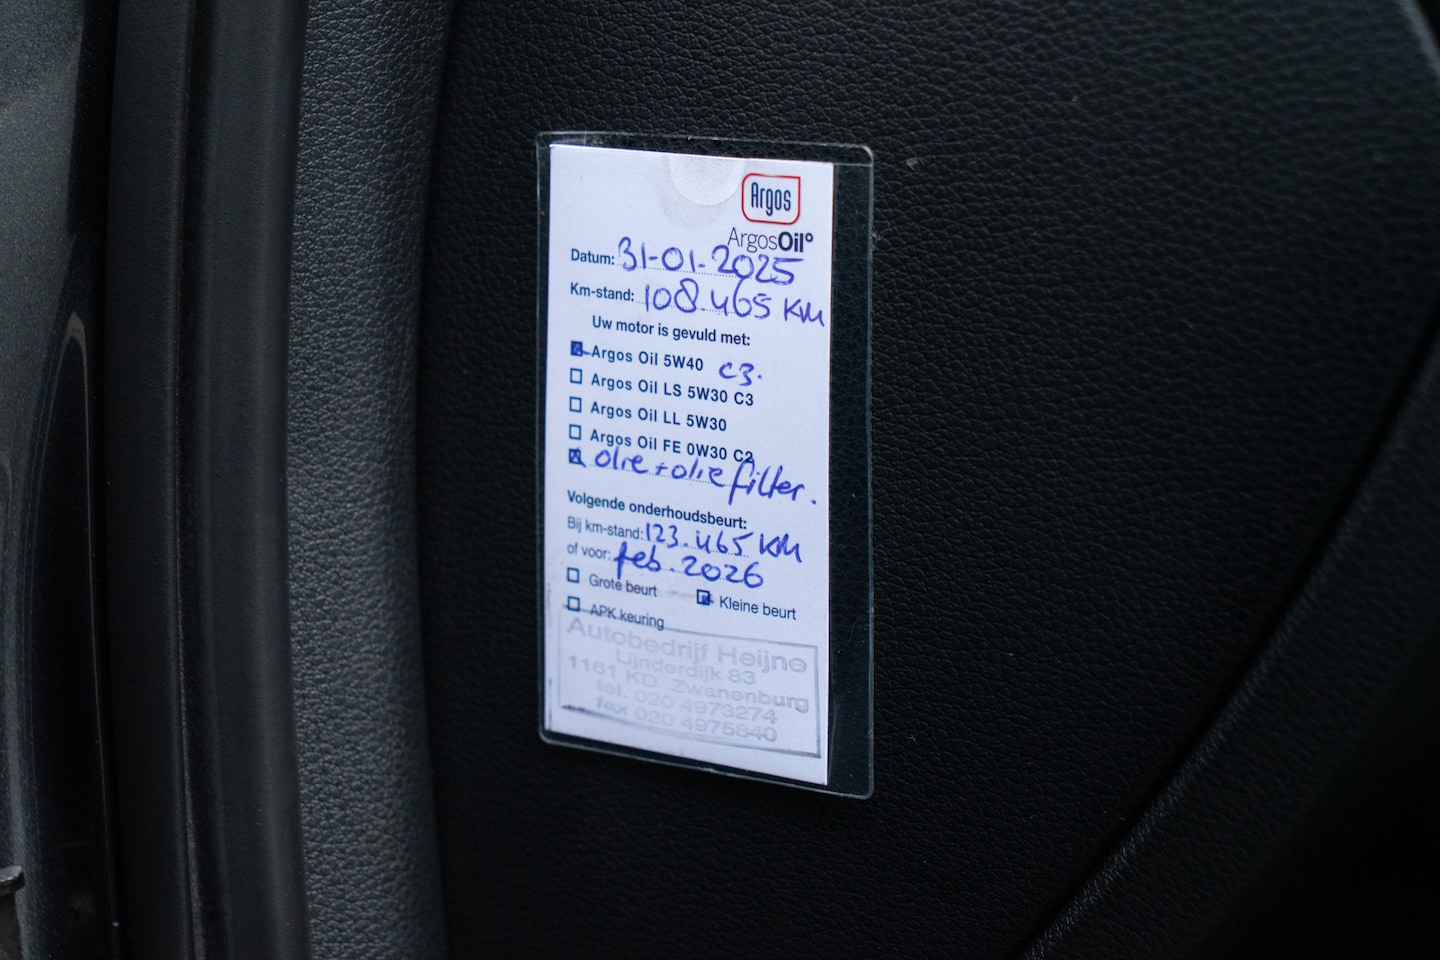 Argos
ArgosOil°
Datum: 31-01-2025
Km-stand: 108.465 KM
Uw motor is gevuld met:
Argos Oil 5W40 C3.
Argos Oil LS 5W30 C3
Argos Oil LL 5W30
Argos Oil FE 0W30 C2
olie + olie filter.
Volgende onderhoudsbeurt:
Bij km-stand: 123.465 KM
of voor: feb. 2026
Grote beurt Kleine beurt
APK keuring
Autobedrijf Heijne
Lijnderdijk 83
1161 KD Zwanenburg
tel. 020 4973274
fax 020 4975840